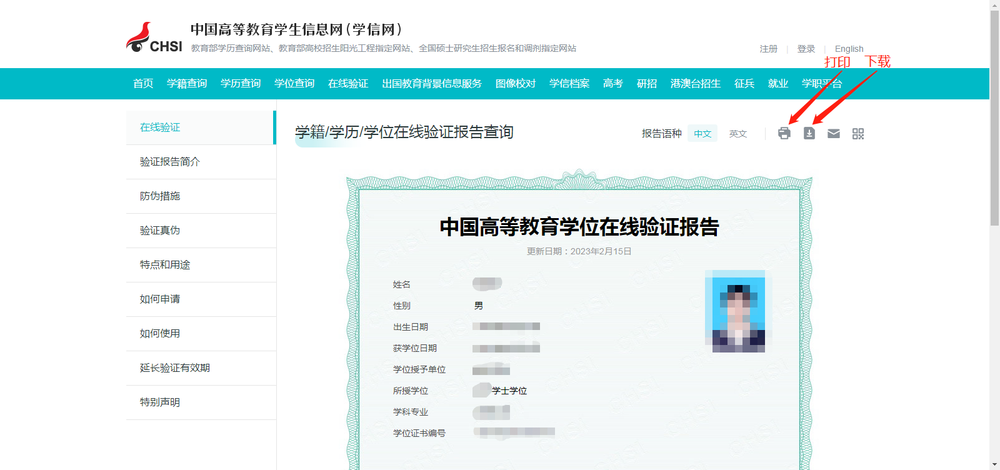 CHSI
中国高等教育学生信息网(学信网)
教育部学历查询网站、教育部高校招生阳光工程指定网站、全国硕士研究生招生报名和调剂指定网站
注册 | 登录 | English
打印 下载
首页 学籍查询 学历查询 学位查询 在线验证 出国教育背景信息服务 图像校对 学信档案 高考 研招 港澳台招生 征兵 就业 学职平台
在线验证
验证报告简介
防伪措施
验证真伪
特点和用途
如何申请
如何使用
延长验证有效期
特别声明
学籍/学历/学位在线验证报告查询
报告语种 中文 英文
中国高等教育学位在线验证报告
更新日期：2023年2月15日
姓名
性别 男
出生日期
获学位日期
学位授予单位
所授学位 学士学位
学科专业
学位证书编号